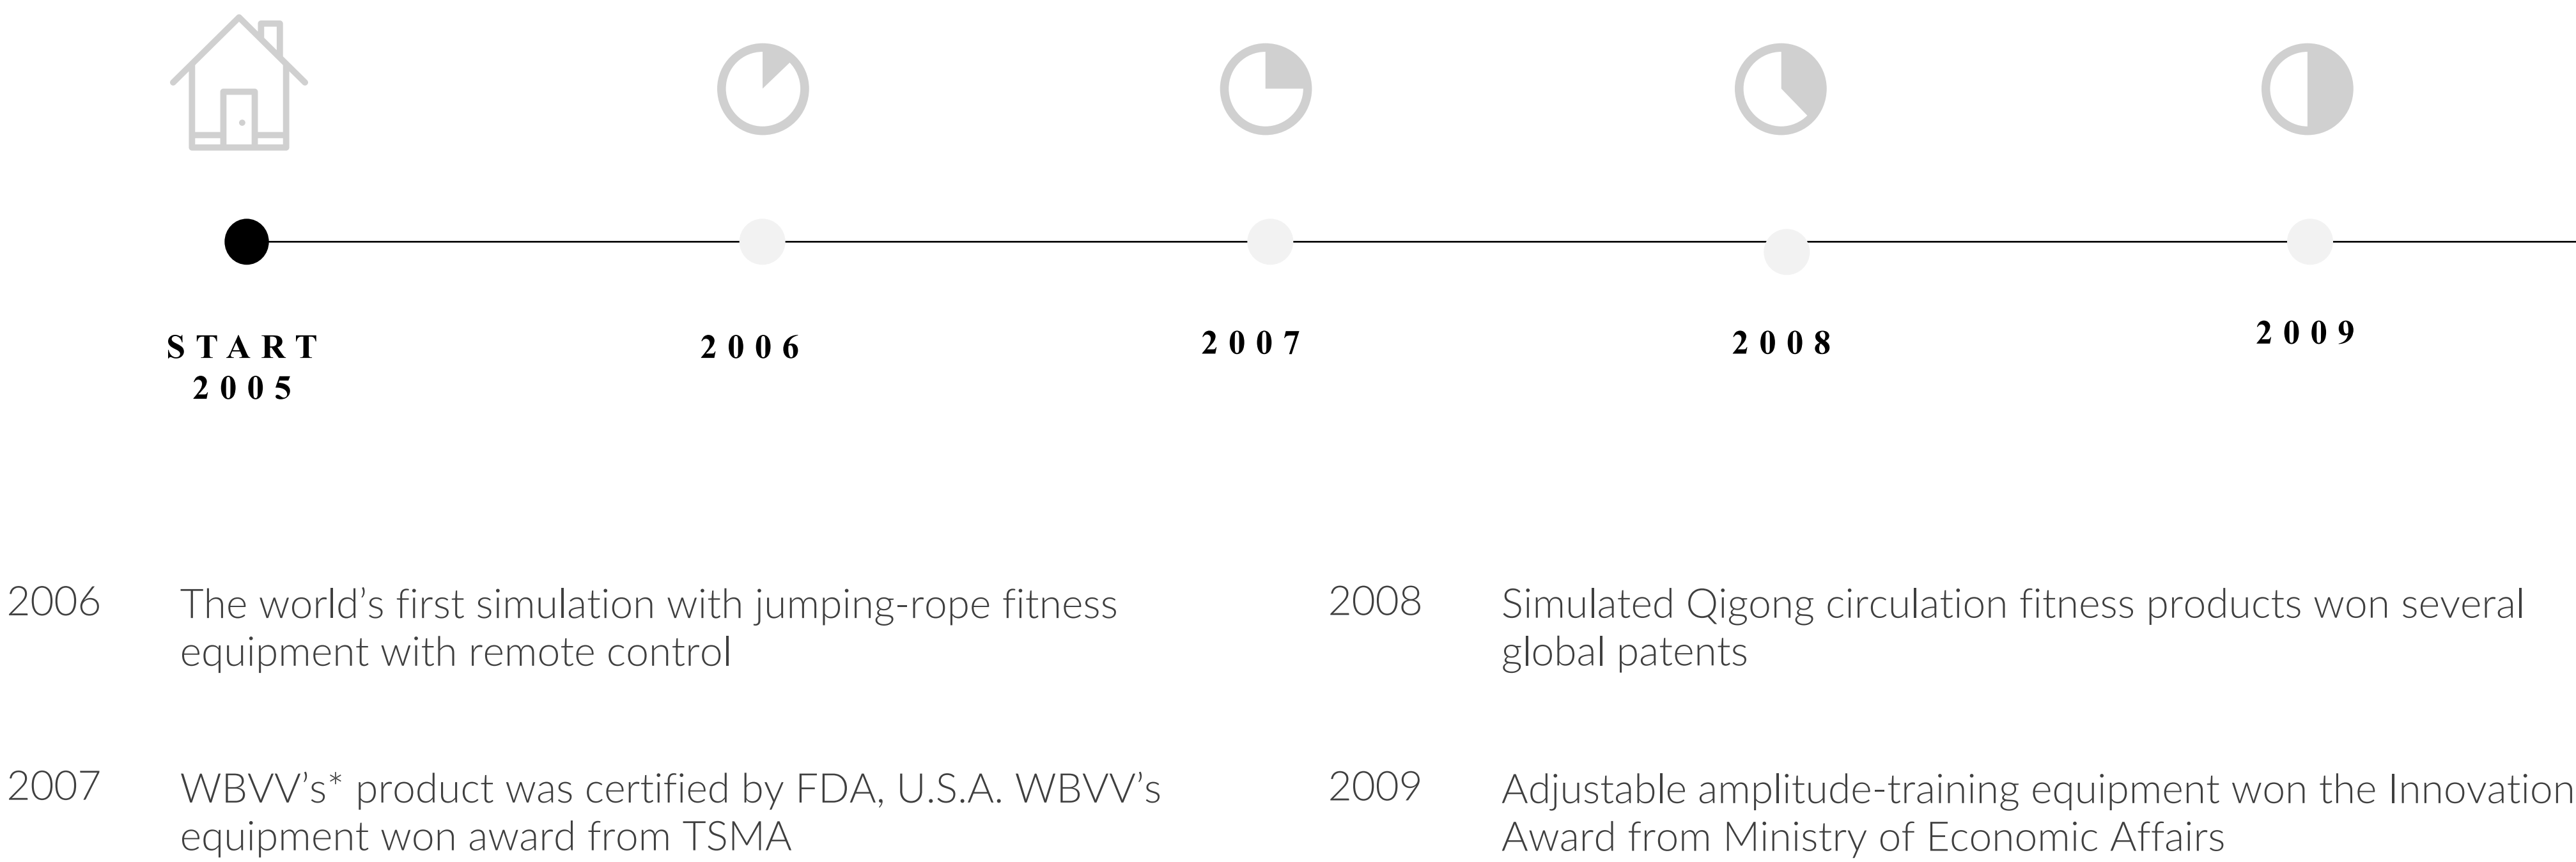 START
2005
2006
2007
2008
2009
2006
The world’s first simulation with jumping-rope fitness
equipment with remote control
2007
WBVV’s* product was certified by FDA, U.S.A. WBVV’s
equipment won award from TSMA
2008
Simulated Qigong circulation fitness products won several
global patents
2009
Adjustable amplitude-training equipment won the Innovation
Award from Ministry of Economic Affairs